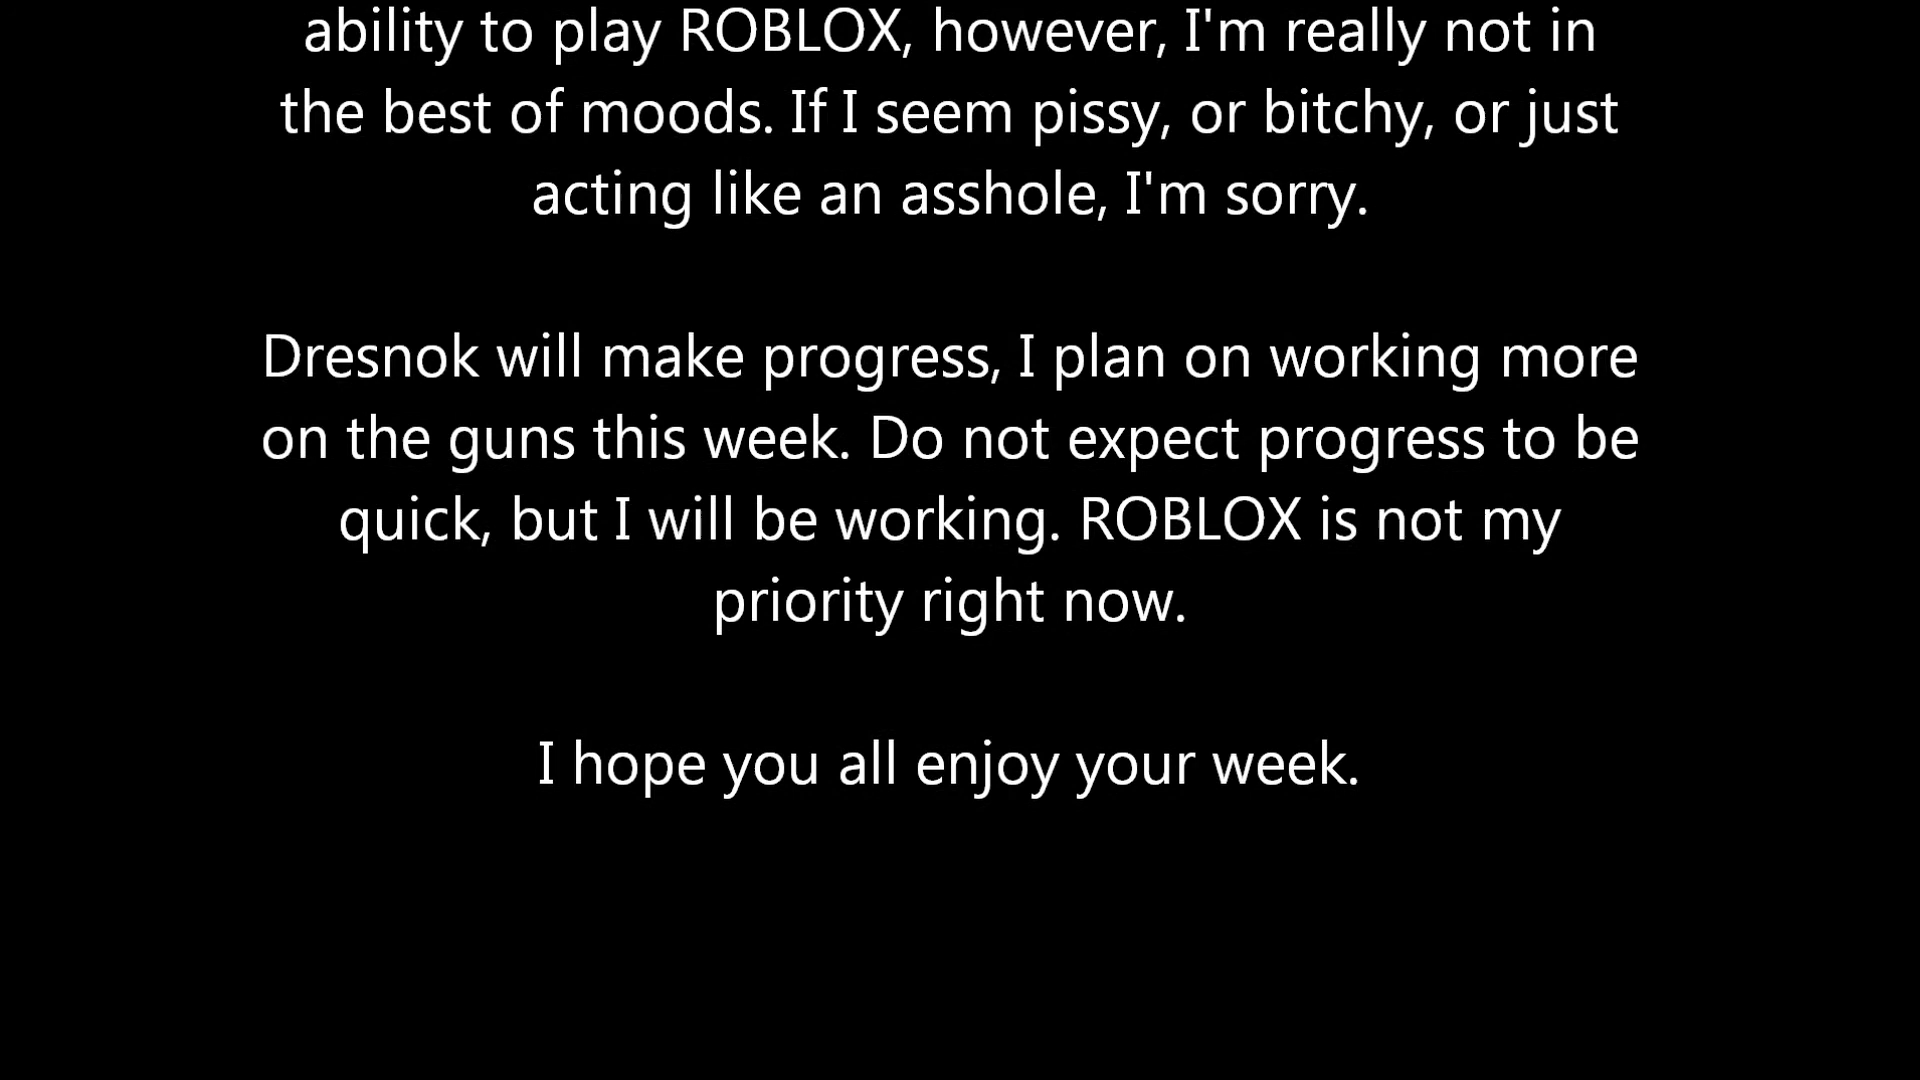 ability to play ROBLOX, however, I'm really not in
the best of moods. If I seem pissy, or bitchy, or just
acting like an asshole, I'm sorry.
Dresnok will make progress, I plan on working more
on the guns this week. Do not expect progress to be
quick, but I will be working. ROBLOX is not my
priority right now.
I hope you all enjoy your week.